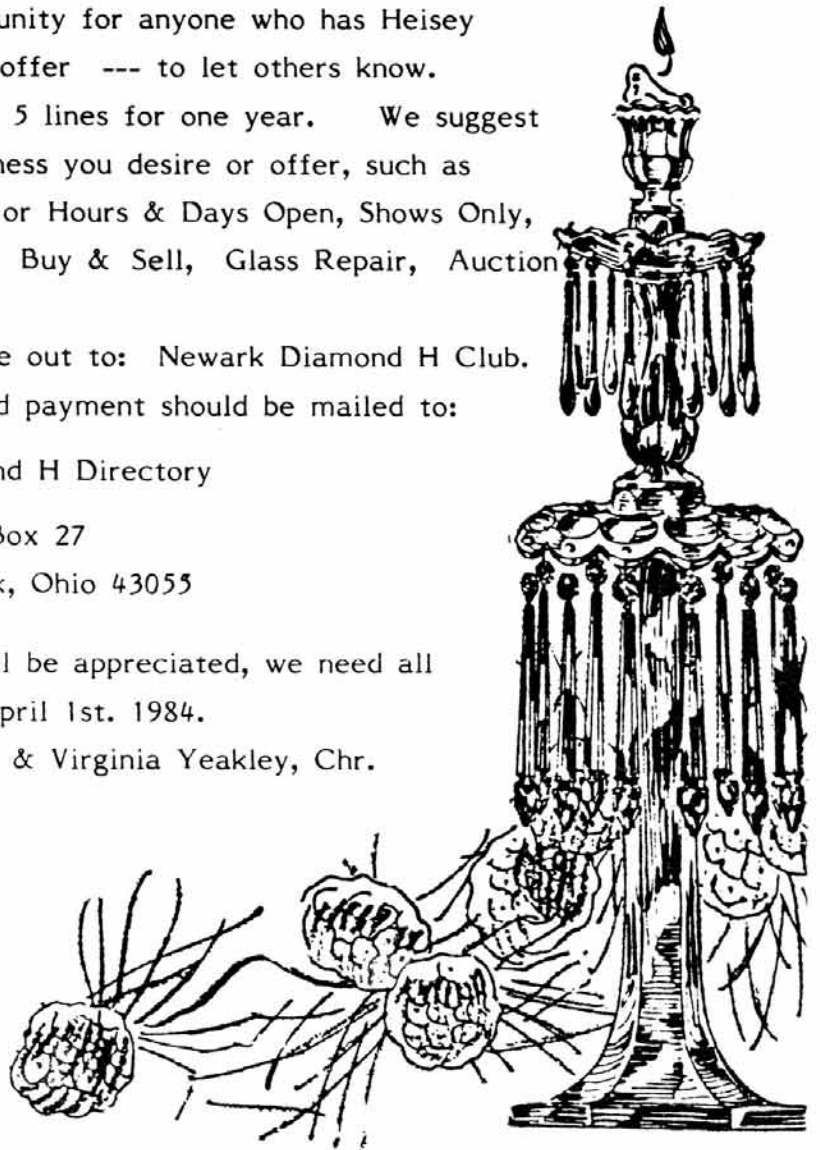 unity for anyone who has Heisey
offer --- to let others know.
5 lines for one year. We suggest
ness you desire or offer, such as
or Hours & Days Open, Shows Only,
Buy & Sell, Glass Repair, Auction
e out to: Newark Diamond H Club.
d payment should be mailed to:
nd H Directory
Box 27
k, Ohio 43055
l be appreciated, we need all
pril 1st. 1984.
& Virginia Yeakley, Chr.